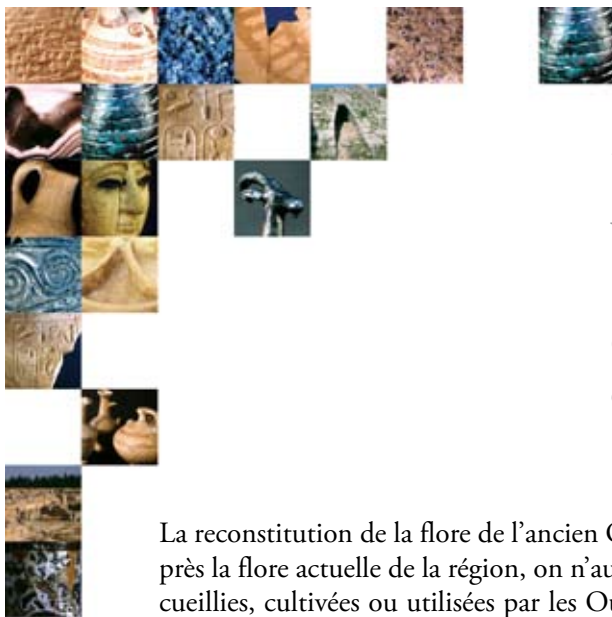 La reconstitution de la flore de l’ancien
près la flore actuelle de la région, on n’au
cueillies, cultivées ou utilisées par les